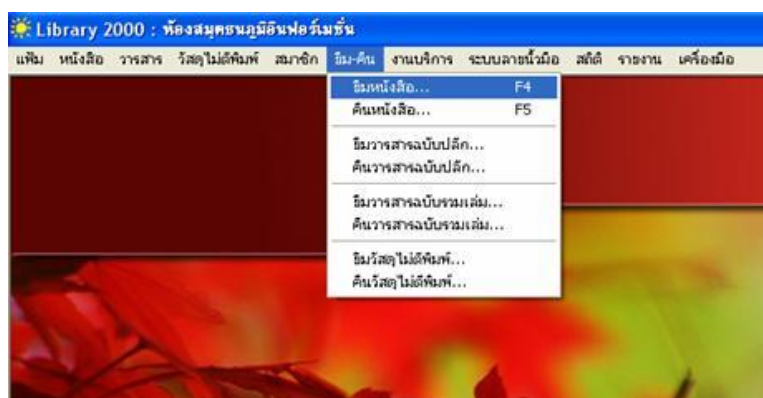 Library 2000 : ห้องสมุดธนภูมิอินฟอร์เมชั่น
แฟ้ม หนังสือ วารสาร วัสดุไม่ตีพิมพ์ สมาชิก ยืม-คืน งานบริการ ระบบลายนิ้วมือ สถิติ รายงาน เครื่องมือ
ยืมหนังสือ... F4
คืนหนังสือ... F5
ยืมวารสารฉบับปลีก...
คืนวารสารฉบับปลีก...
ยืมวารสารฉบับรวมเล่ม...
คืนวารสารฉบับรวมเล่ม...
ยืมวัสดุไม่ตีพิมพ์...
คืนวัสดุไม่ตีพิมพ์...